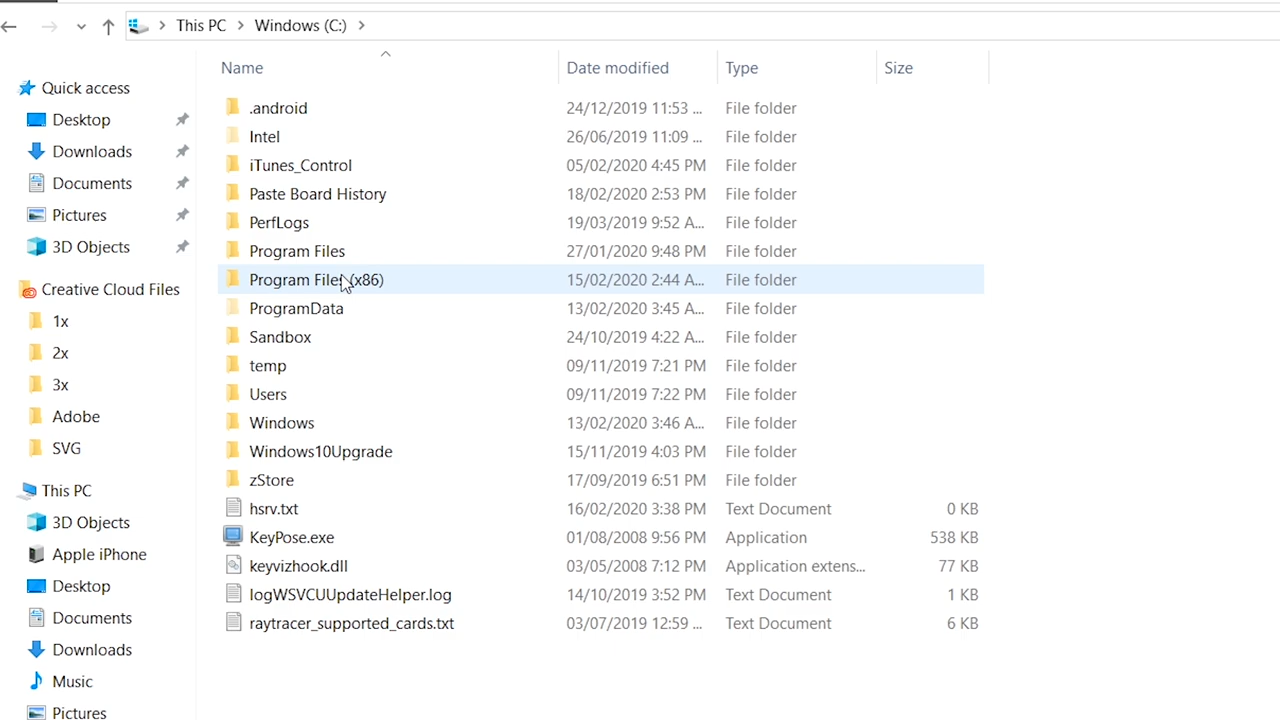 This PC > Windows (C:) >
Name Date modified Type Size
Quick access
Desktop
Downloads
Documents
Pictures
3D Objects
Creative Cloud Files
1x
2x
3x
Adobe
SVG
This PC
3D Objects
Apple iPhone
Desktop
Documents
Downloads
Music
Pictures
.android 24/12/2019 11:53 ... File folder
Intel 26/06/2019 11:09 ... File folder
iTunes_Control 05/02/2020 4:45 PM File folder
Paste Board History 18/02/2020 2:53 PM File folder
PerfLogs 19/03/2019 9:52 A... File folder
Program Files 27/01/2020 9:48 PM File folder
Program Files (x86) 15/02/2020 2:44 A... File folder
ProgramData 13/02/2020 3:45 A... File folder
Sandbox 24/10/2019 4:22 A... File folder
temp 09/11/2019 7:21 PM File folder
Users 09/11/2019 7:22 PM File folder
Windows 13/02/2020 3:46 A... File folder
Windows10Upgrade 15/11/2019 4:03 PM File folder
zStore 17/09/2019 6:51 PM File folder
hsrv.txt 16/02/2020 3:38 PM Text Document 0 KB
KeyPose.exe 01/08/2008 9:56 PM Application 538 KB
keyvizhook.dll 03/05/2008 7:12 PM Application extens... 77 KB
logWSVCUUpdateHelper.log 14/10/2019 3:52 PM Text Document 1 KB
raytracer_supported_cards.txt 03/07/2019 12:59 ... Text Document 6 KB